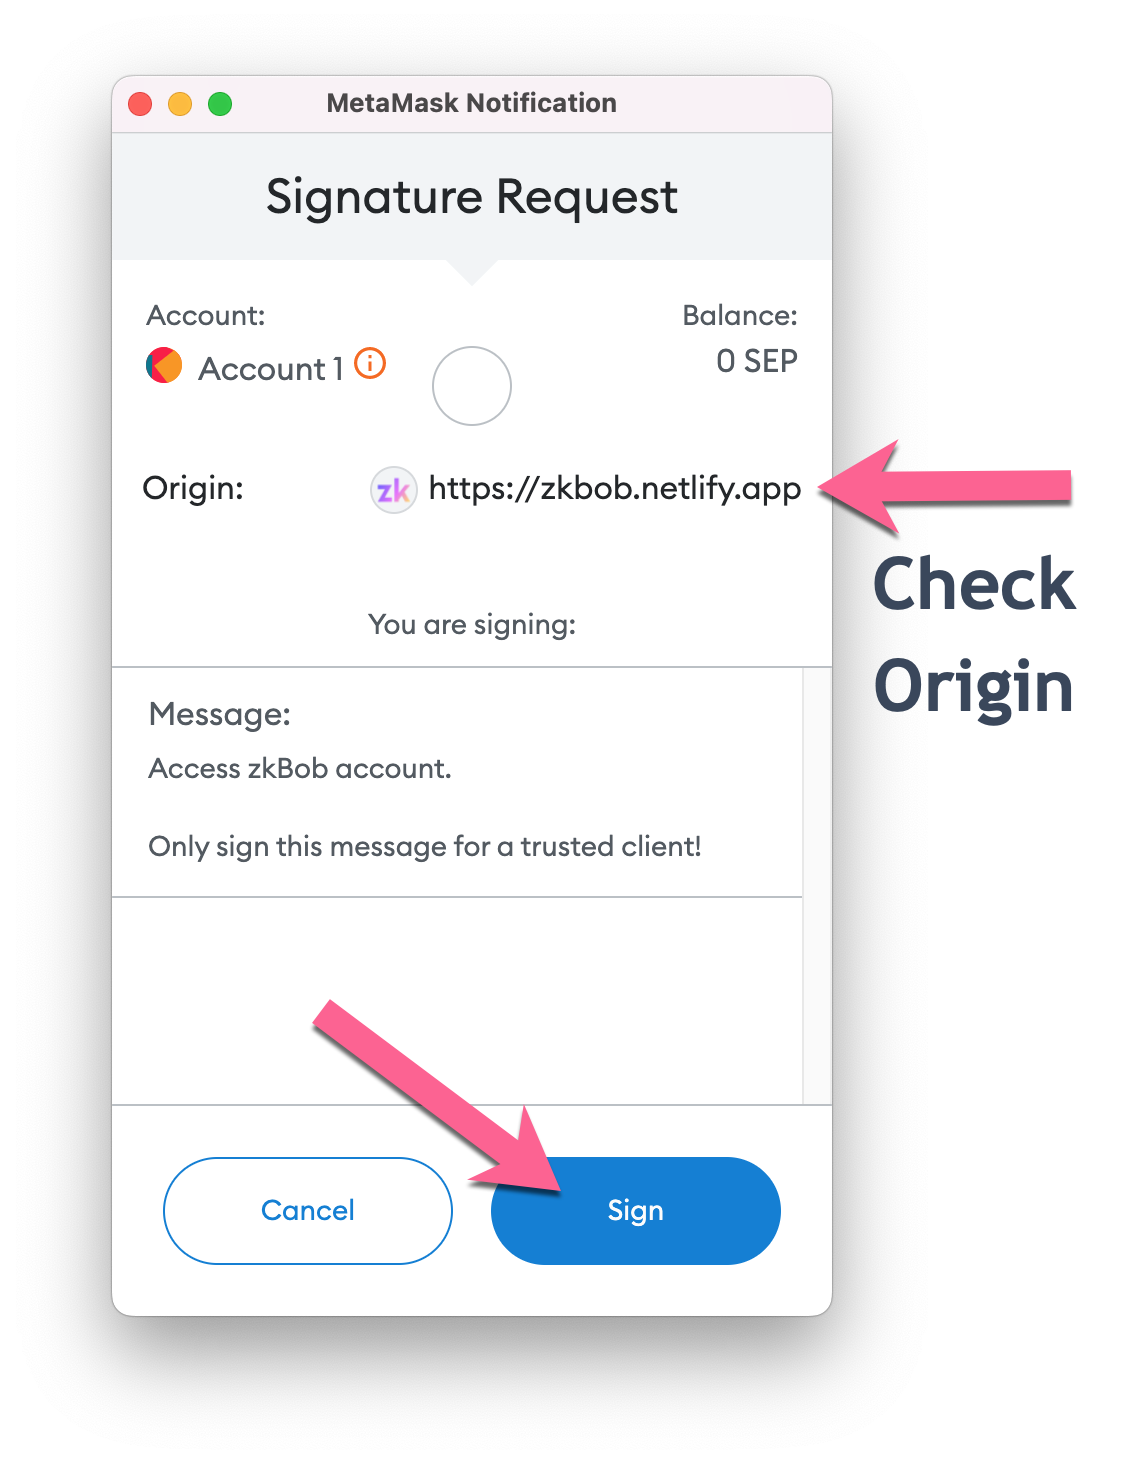 MetaMask Notification
Signature Request
Account:
Balance:
Account 1
0 SEP
Origin:
zk https://zkbob.netlify.app
Check
Origin
You are signing:
Message:
Access zkBob account.
Only sign this message for a trusted client!
Cancel
Sign